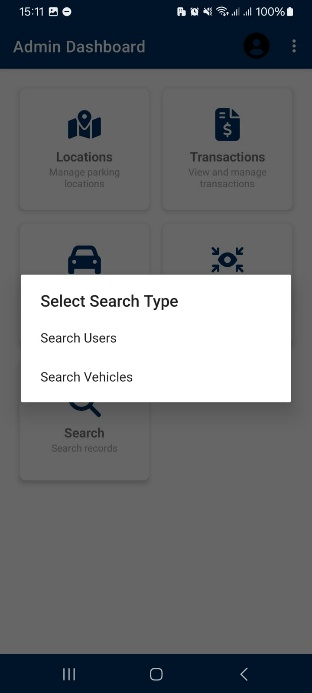 15:11
100%
Admin Dashboard
Locations
Manage parking
locations
Transactions
View and manage
transactions
Select Search Type
Search Users
Search Vehicles
Search
Search records